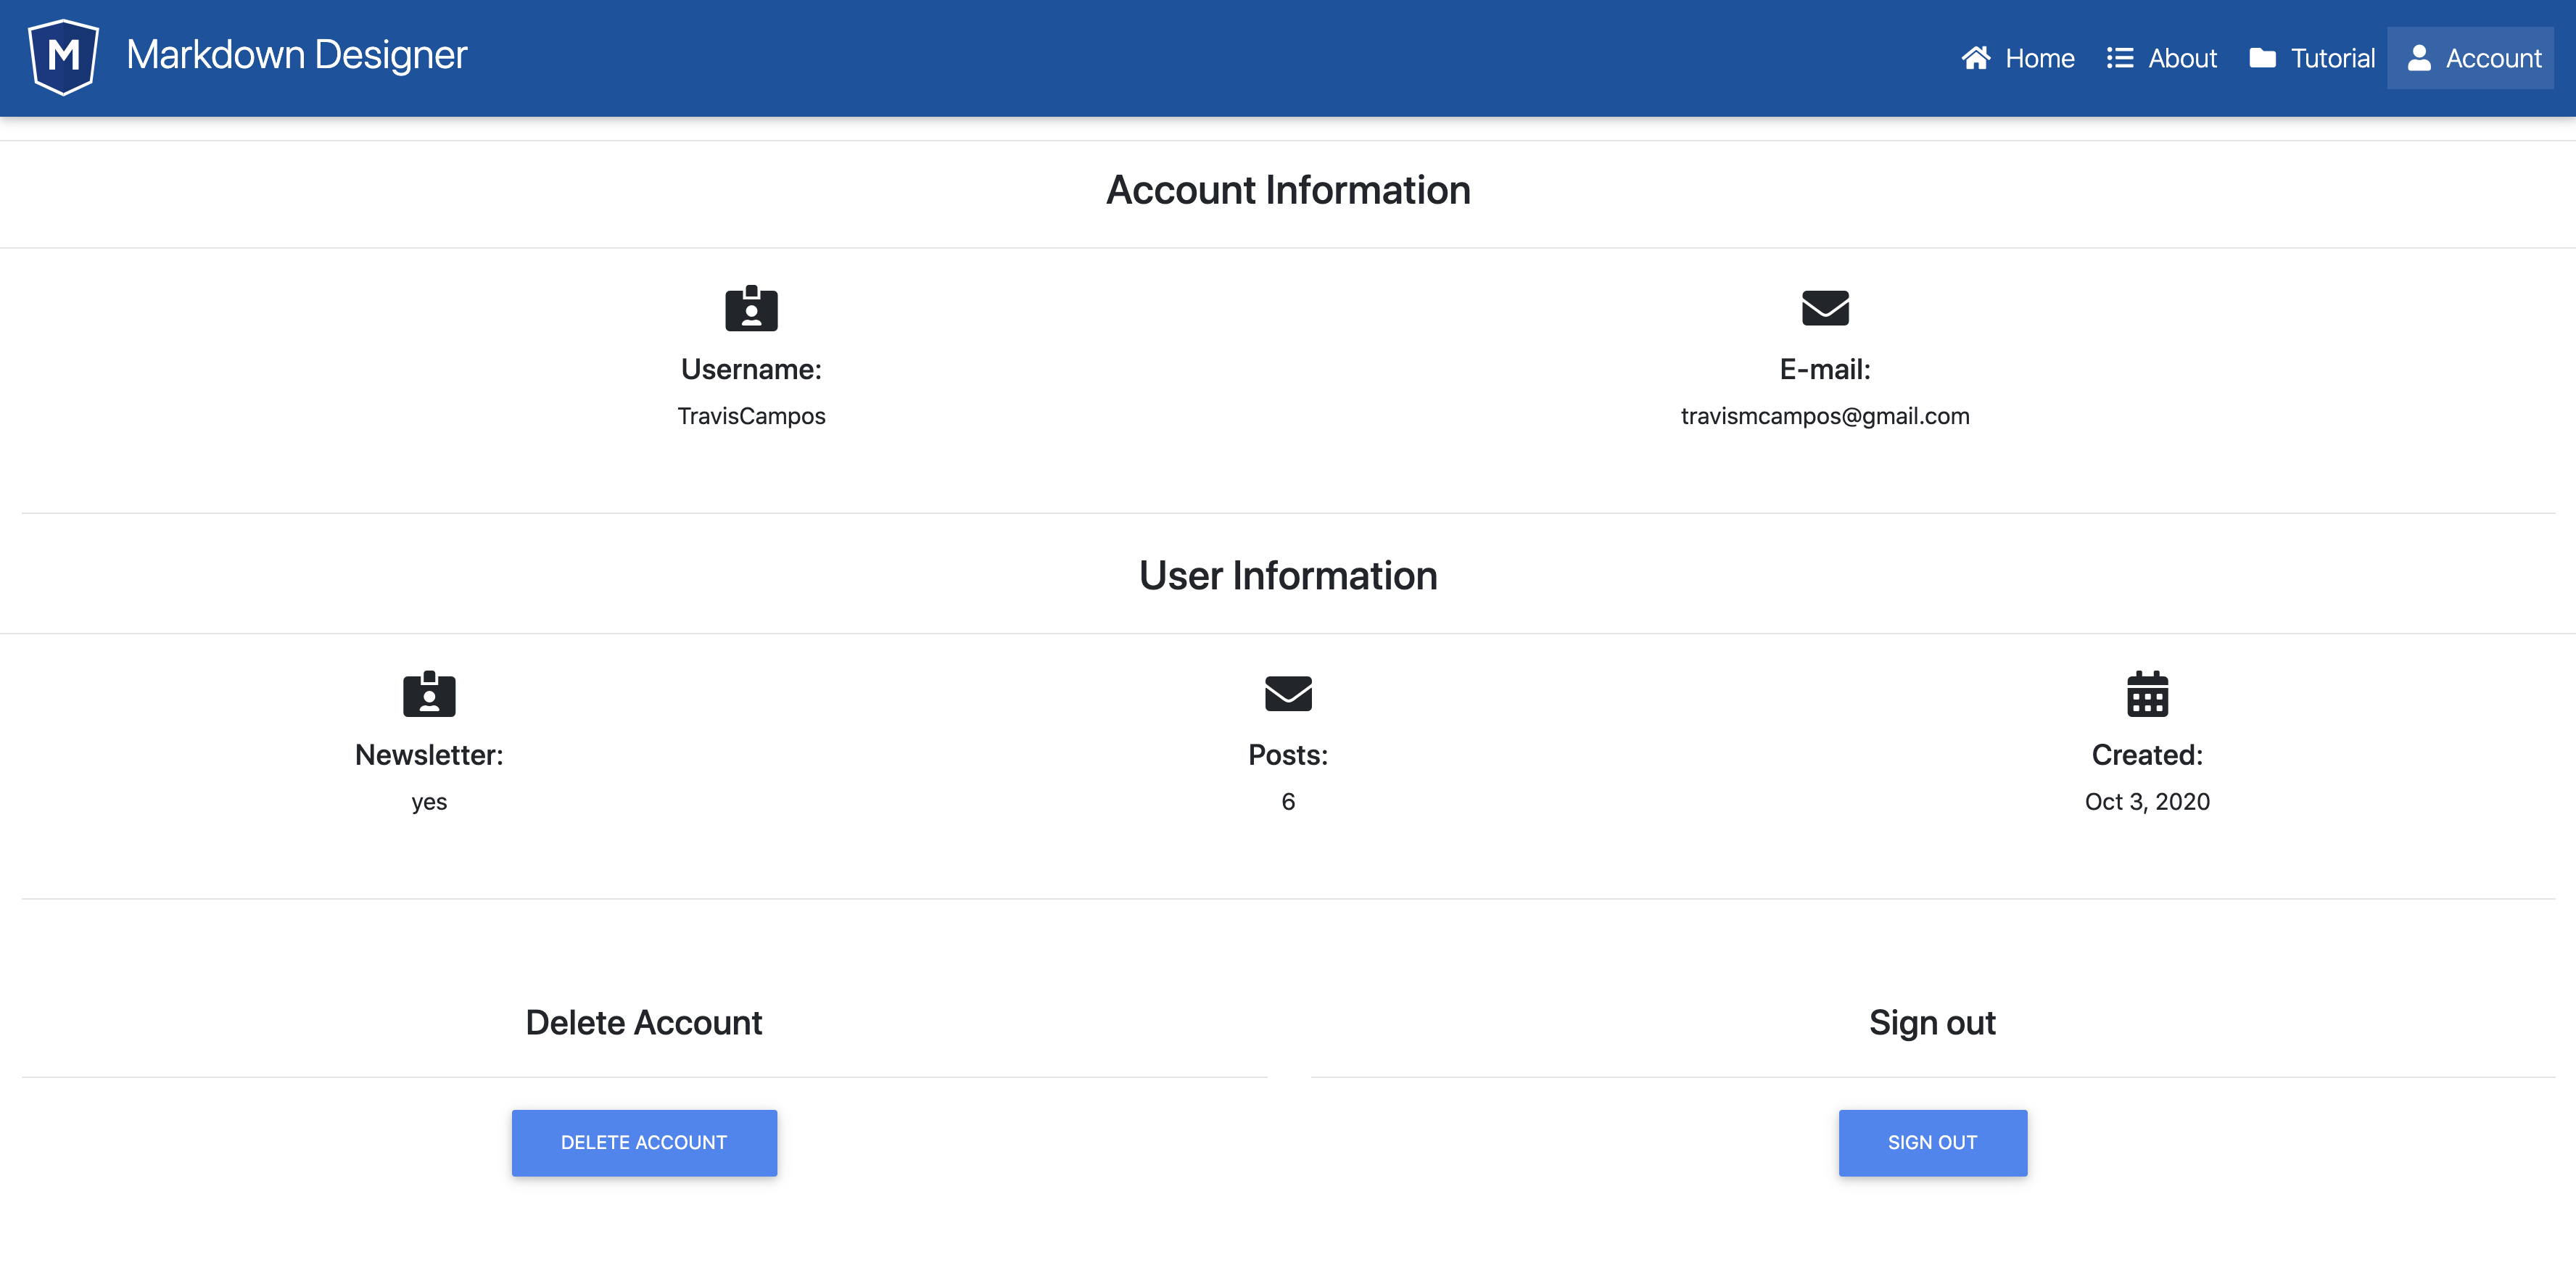 M Markdown Designer Home About Tutorial Account
Account Information
Username: E-mail:
TravisCampos travismcampos@gmail.com
User Information
Newsletter: Posts: Created:
yes 6 Oct 3, 2020
Delete Account Sign out
DELETE ACCOUNT SIGN OUT